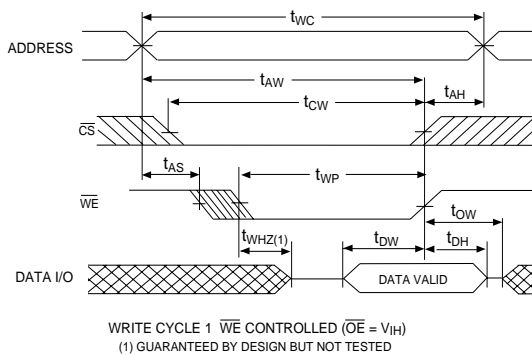 tWC
ADDRESS
tAW
tCW
tAH
CS
tAS
tWP
WE
tOW
tWHZ(1)
tDW
tDH
DATA I/O
DATA VALID
WRITE CYCLE 1 WE CONTROLLED (OE = VIH)
(1) GUARANTEED BY DESIGN BUT NOT TESTED